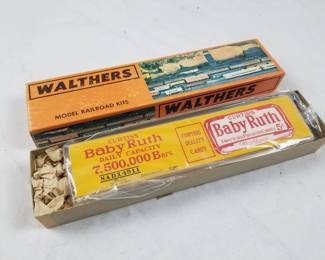 WALTHERS
MODEL RAILROAD KITS
WALTHERS
CURTISS
Baby Ruth
DAILY CAPACITY
7,500,000 BARS
CURTISS
QUALITY
CANDY
CURTISS
Baby Ruth
5¢